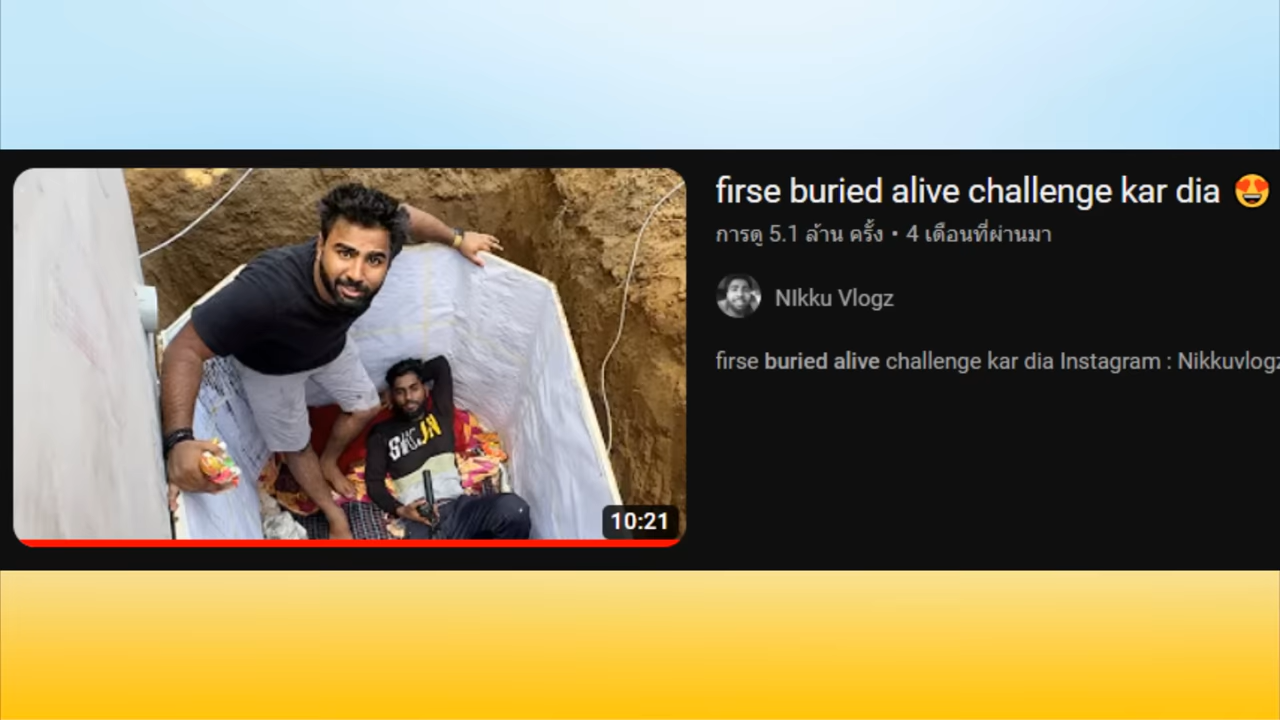 firse buried alive challenge kar dia 😍
การดู 5.1 ล้าน ครั้ง • 4 เดือนที่ผ่านมา
NIkku Vlogz
firse buried alive challenge kar dia Instagram : Nikkuvlogz
10:21